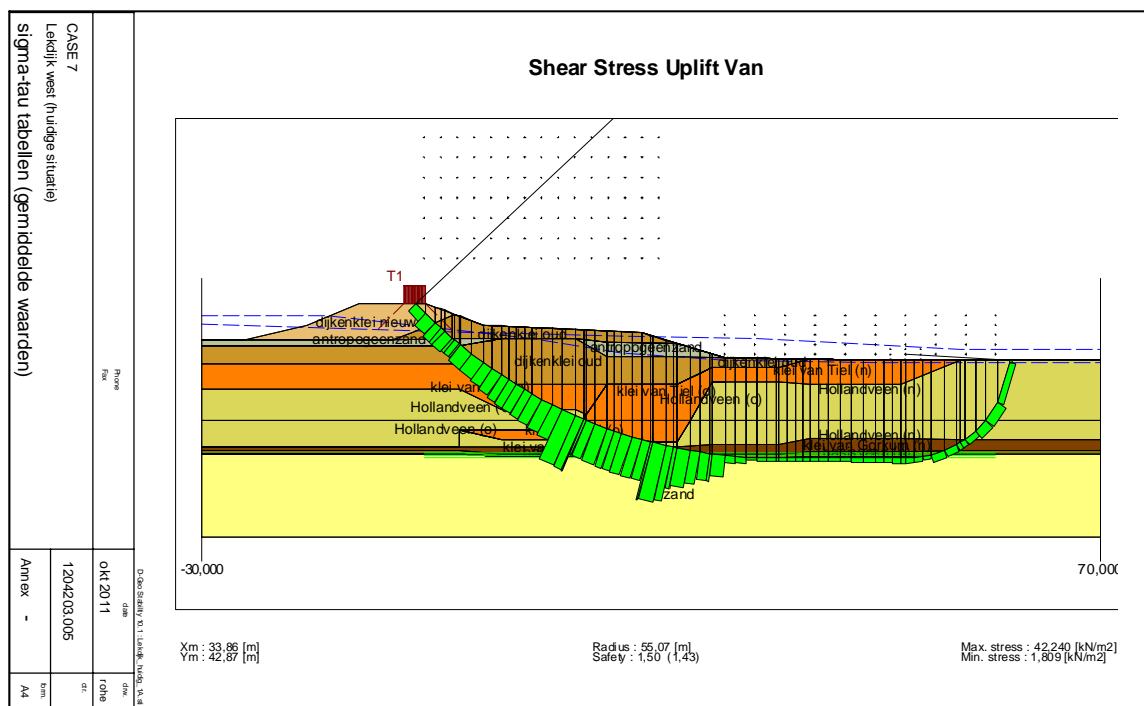 Shear Stress Uplift Van
T1
dijkenklei nieuw
antropogeenzand
dijkenklei oud
antropogeenzand
dijkenklei oud
dijkenklei oud
klei van Tiel (n)
klei van Tiel (o)
Hollandveen (n)
Hollandveen (o)
Hollandveen
Hollandveen (o)
Hollandveen (n)
klei van Gorkum (n)
zand
-30,000
70,000
Xm : 33,86 [m]
Ym : 42,87 [m]
Radius : 55,07 [m]
Safety : 1,50 (1,43)
Max. stress : 42,240 [kN/m2]
Min. stress : 1,809 [kN/m2]
CASE 7
Lekdijk west (huidige situatie)
sigma-tau tabellen (gemiddelde waarden)
Phone
Fax
date
okt 2011
drw.
rohe
1204203.005
ctr.
Annex -
form.
A4